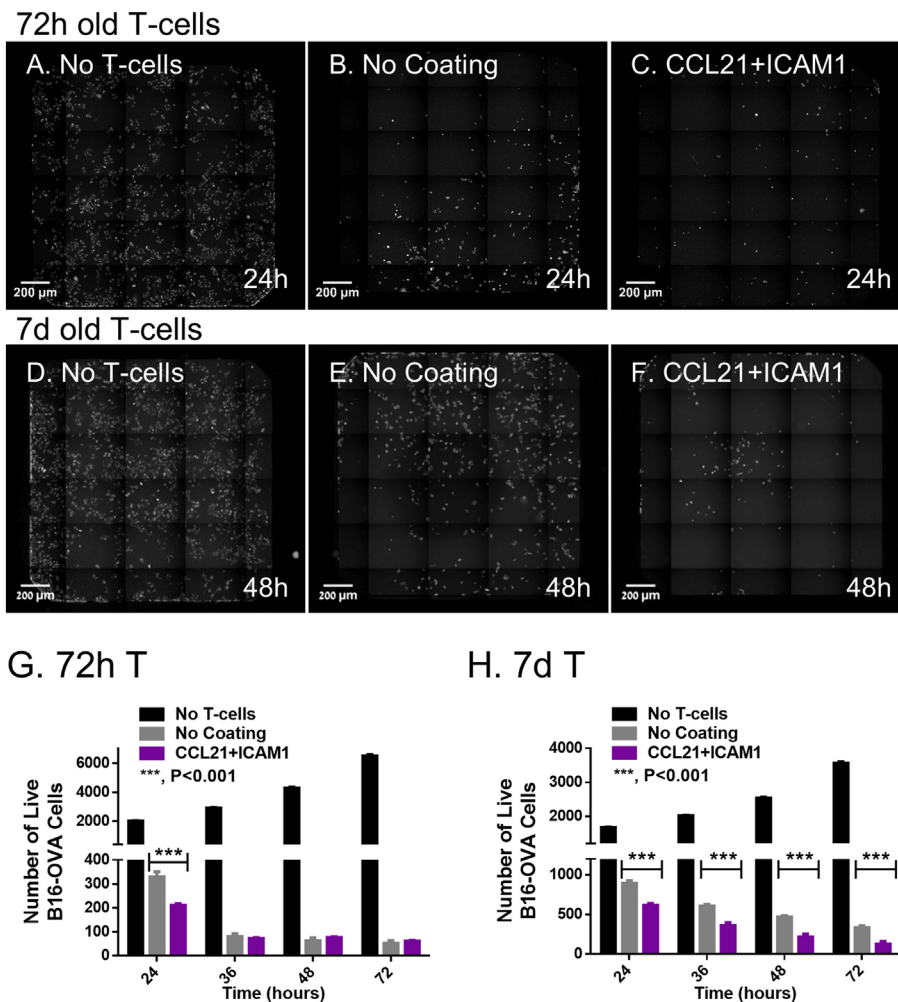 72h old T-cells
A. No T-cells
B. No Coating
C. CCL21+ICAM1
24h
24h
24h
200 µm
200 µm
200 µm
7d old T-cells
D. No T-cells
E. No Coating
F. CCL21+ICAM1
48h
48h
48h
200 µm
200 µm
200 µm
G. 72h T
No T-cells
No Coating
CCL21+ICAM1
***, P<0.001
Number of Live
B16-OVA Cells
6000
4000
2000
400
300
200
100
0
***
24
36
48
72
Time (hours)
H. 7d T
No T-cells
No Coating
CCL21+ICAM1
***, P<0.001
Number of Live
B16-OVA Cells
4000
3000
2000
1000
500
0
***
***
***
***
24
36
48
72
Time (hours)